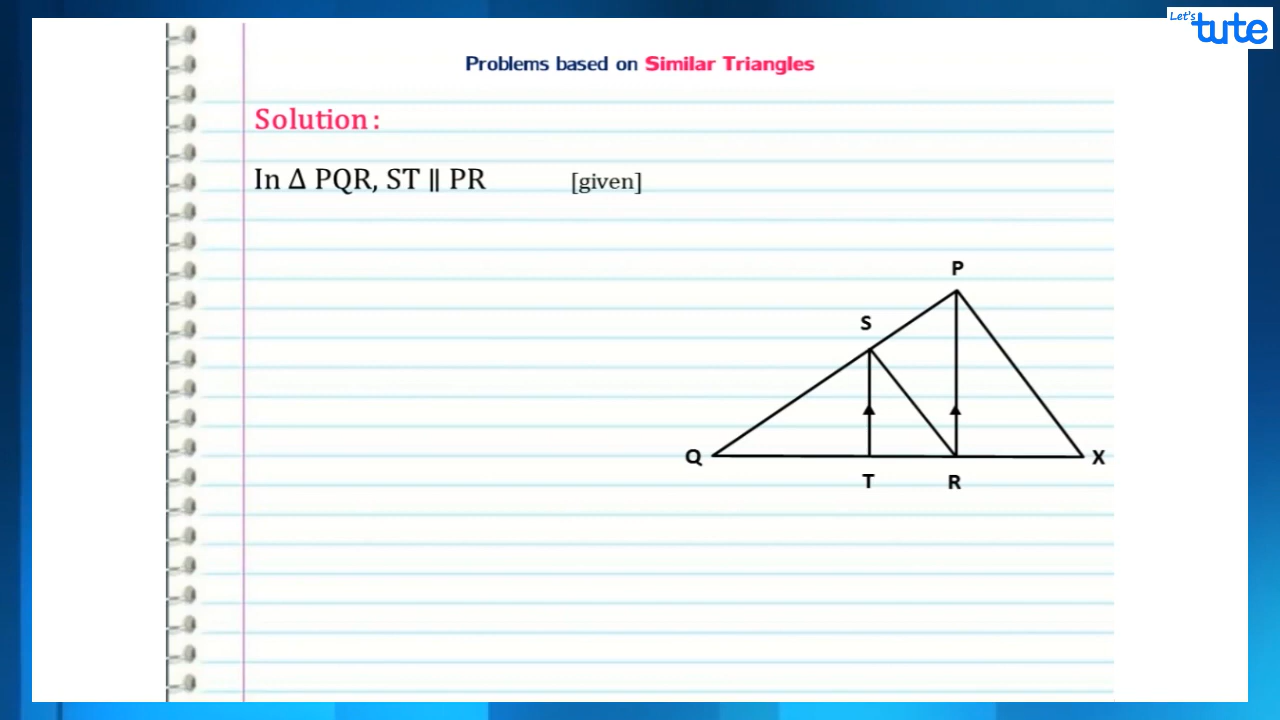 Let's tute
Problems based on Similar Triangles
Solution :
In Δ PQR, ST ∥ PR [given]
P
S
Q
X
T
R